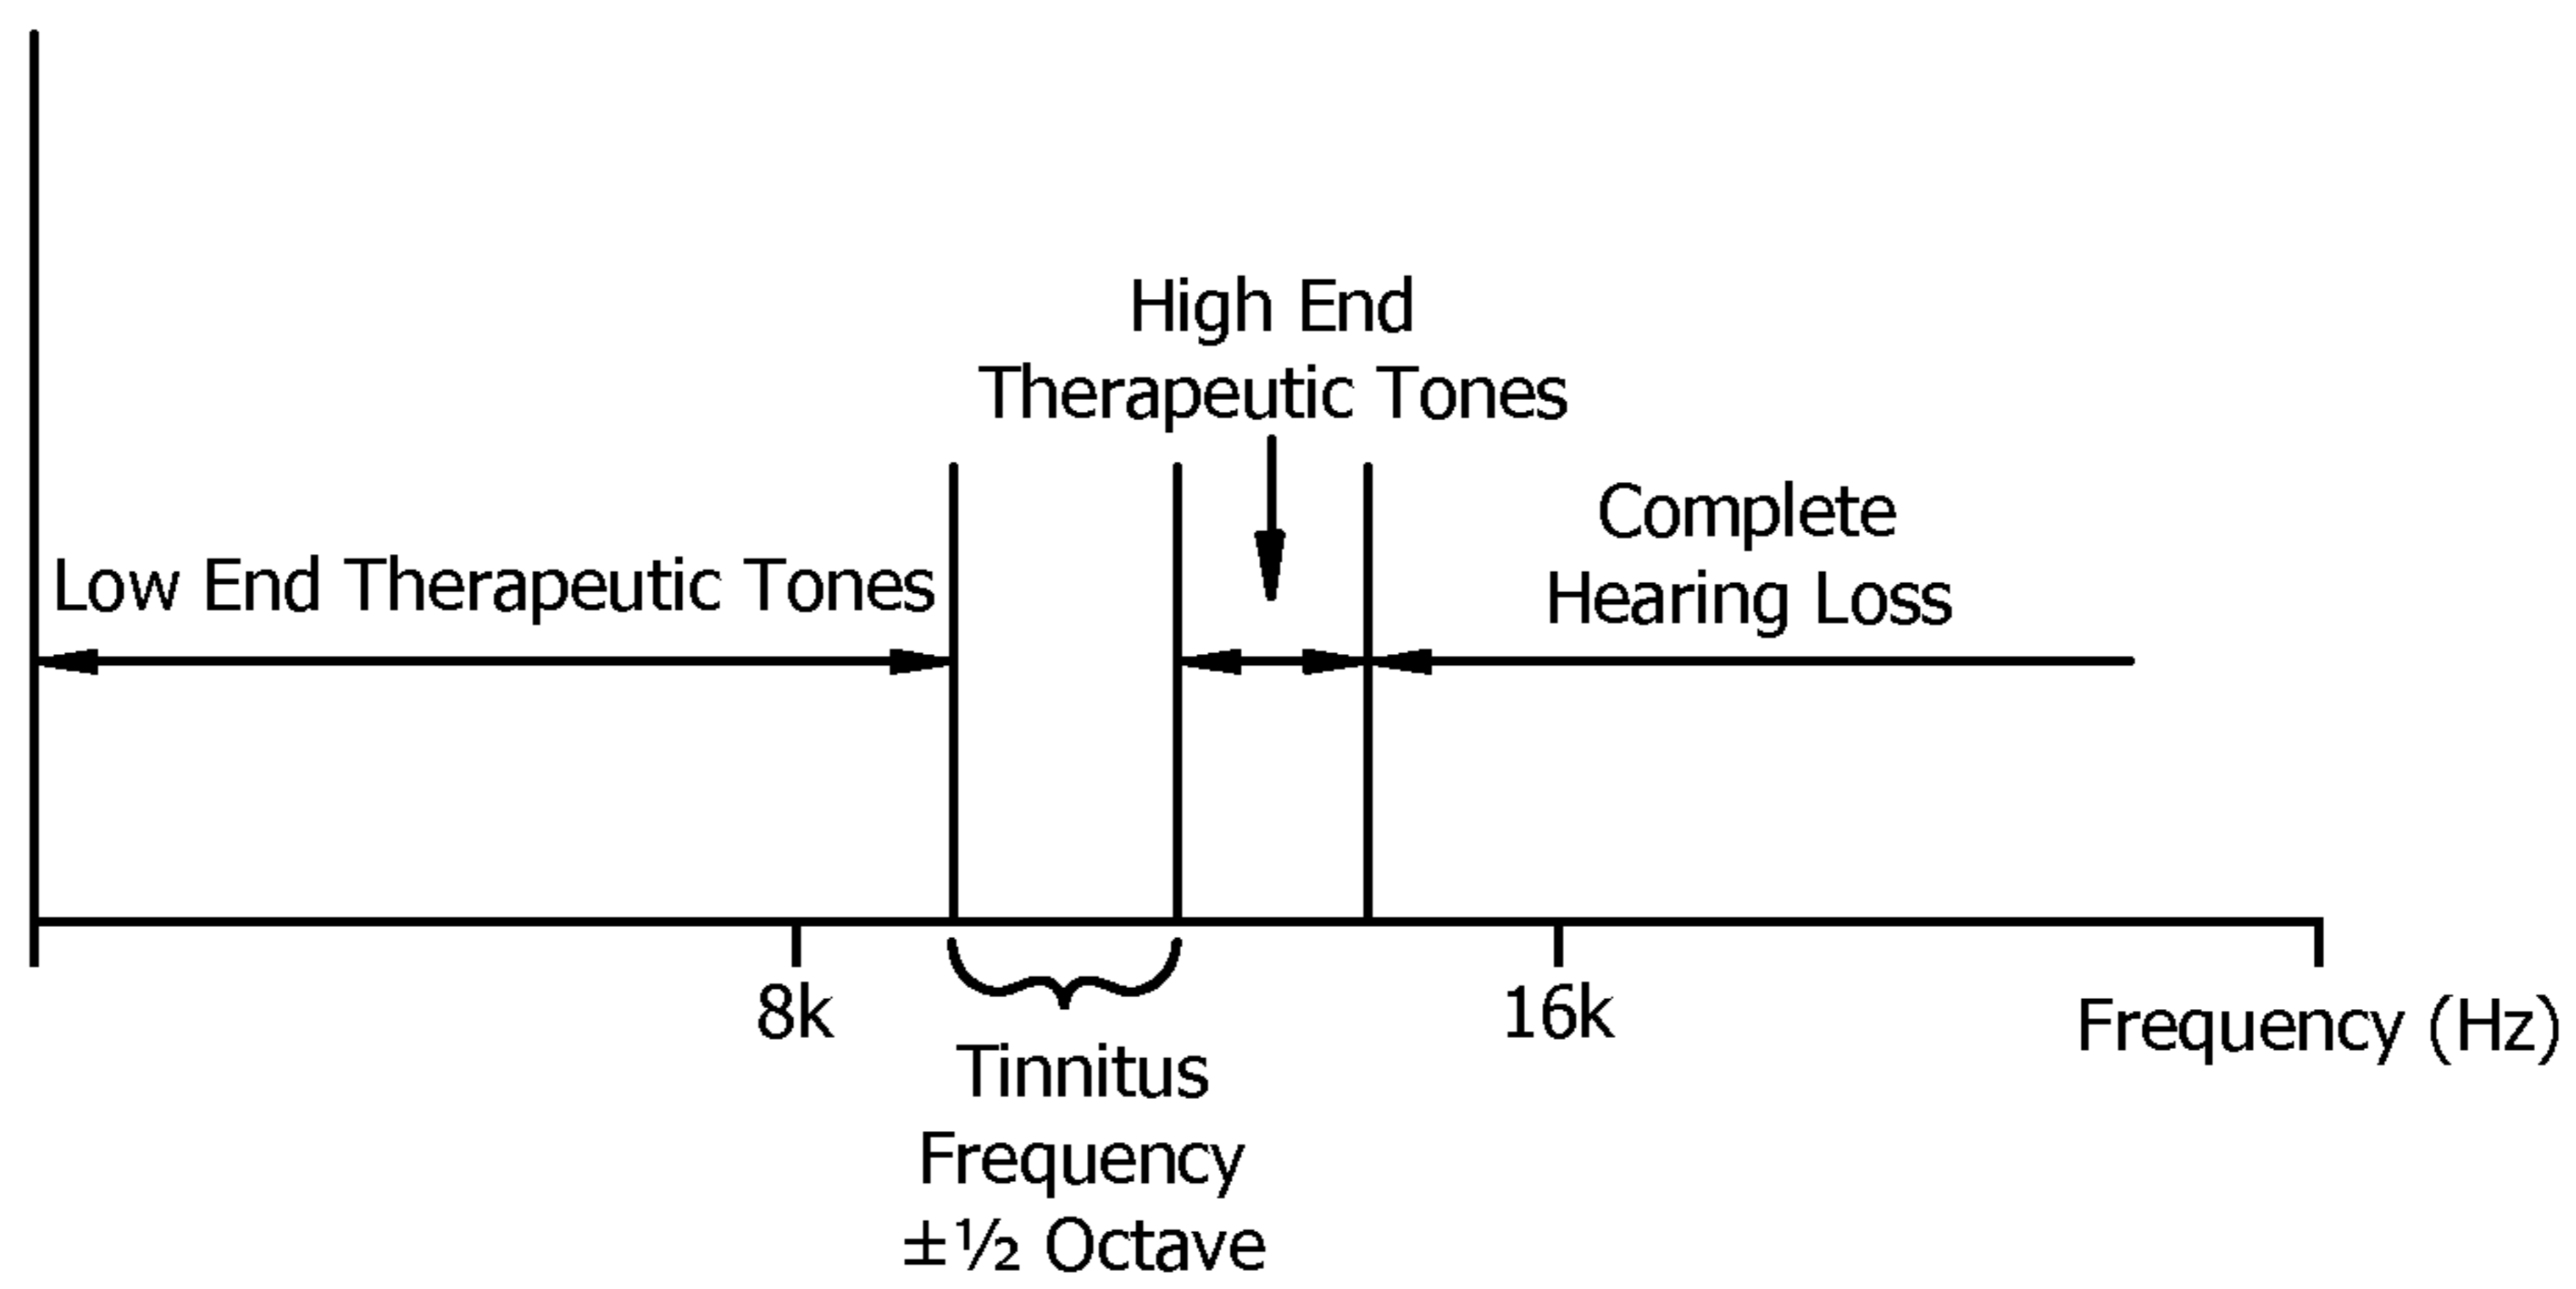 High End
Therapeutic Tones
Complete
Hearing Loss
Low End Therapeutic Tones
8k
16k
Frequency (Hz)
Tinnitus
Frequency
±½ Octave